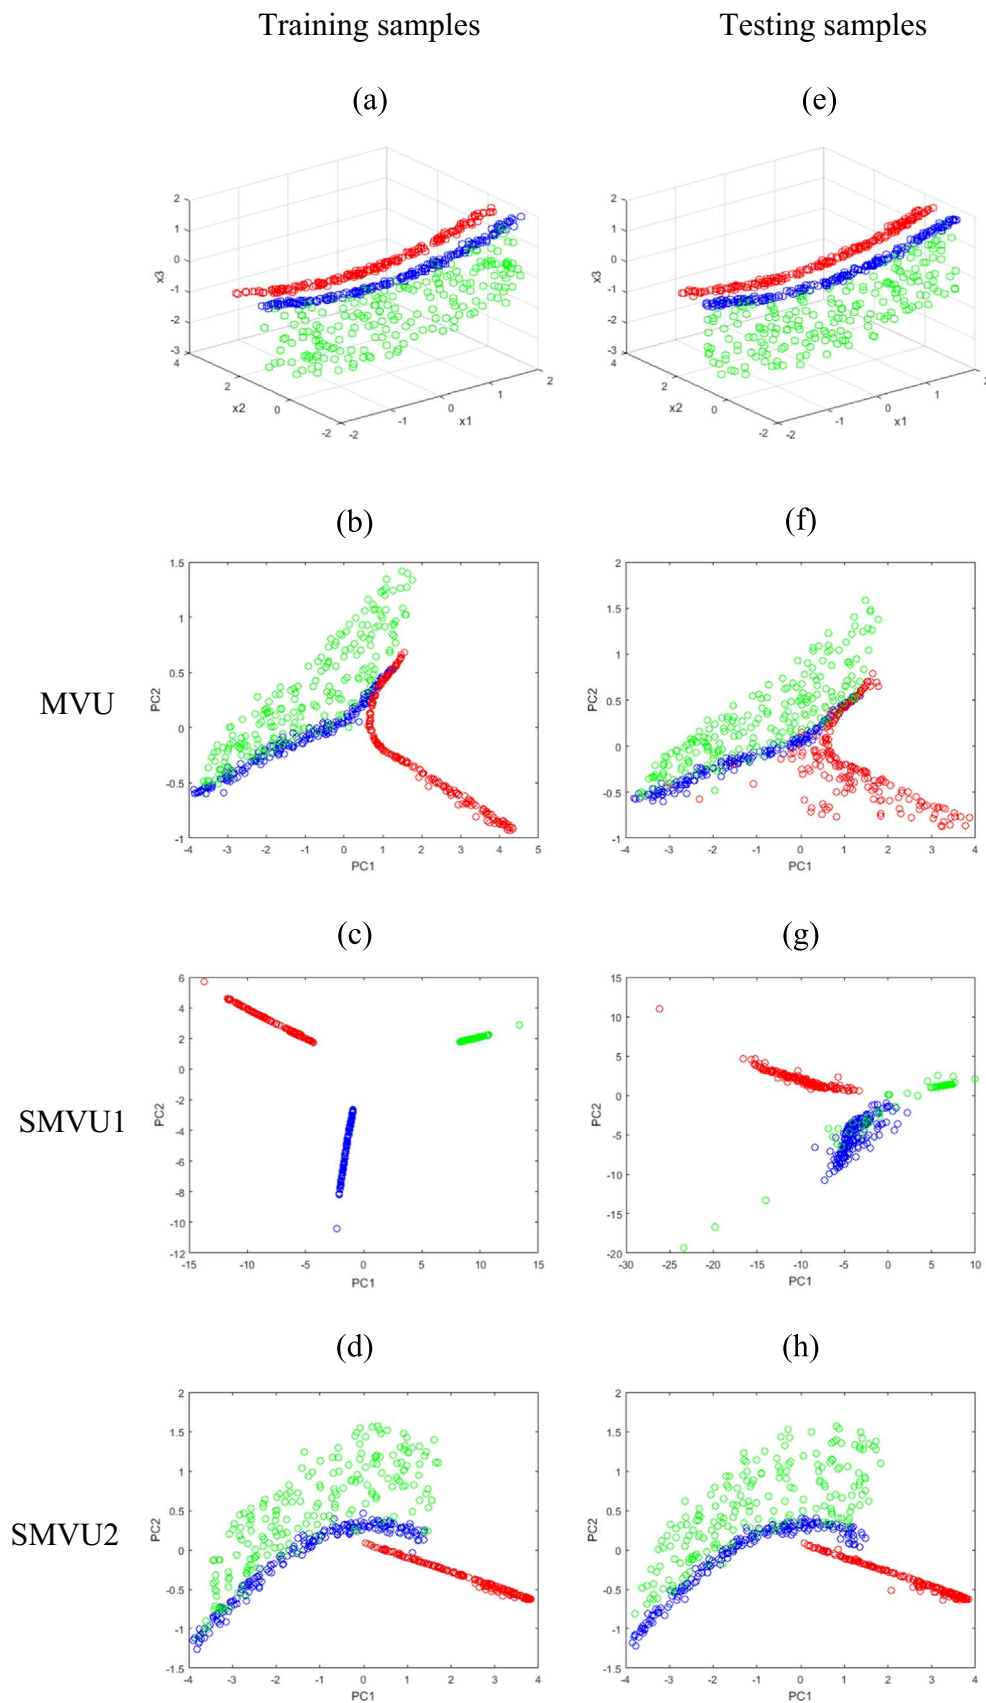 Training samples Testing samples
(a) (e)
2 2
1 1
0 0
-1 -1
-2 -2
-3 -3
x3 x3
4 2 0 -2 4 2 0 -2
x2 x2
-2 -1 0 1 2 -2 -1 0 1 2
x1 x1
(b) (f)
MVU
1.5 1 0.5 0 -0.5 -1
PC2
-4 -3 -2 -1 0 1 2 3 4 5
PC1
2 1.5 1 0.5 0 -0.5 -1
PC2
-4 -3 -2 -1 0 1 2 3 4
PC1
(c) (g)
SMVU1
6 4 2 0 -2 -4 -6 -8 -10 -12
PC2
-15 -10 -5 0 5 10 15
PC1
15 10 5 0 -5 -10 -15 -20
PC2
-30 -25 -20 -15 -10 -5 0 5 10
PC1
(d) (h)
SMVU2
2 1.5 1 0.5 0 -0.5 -1 -1.5
PC2
-4 -3 -2 -1 0 1 2 3 4
PC1
2 1.5 1 0.5 0 -0.5 -1 -1.5
PC2
-4 -3 -2 -1 0 1 2 3 4
PC1